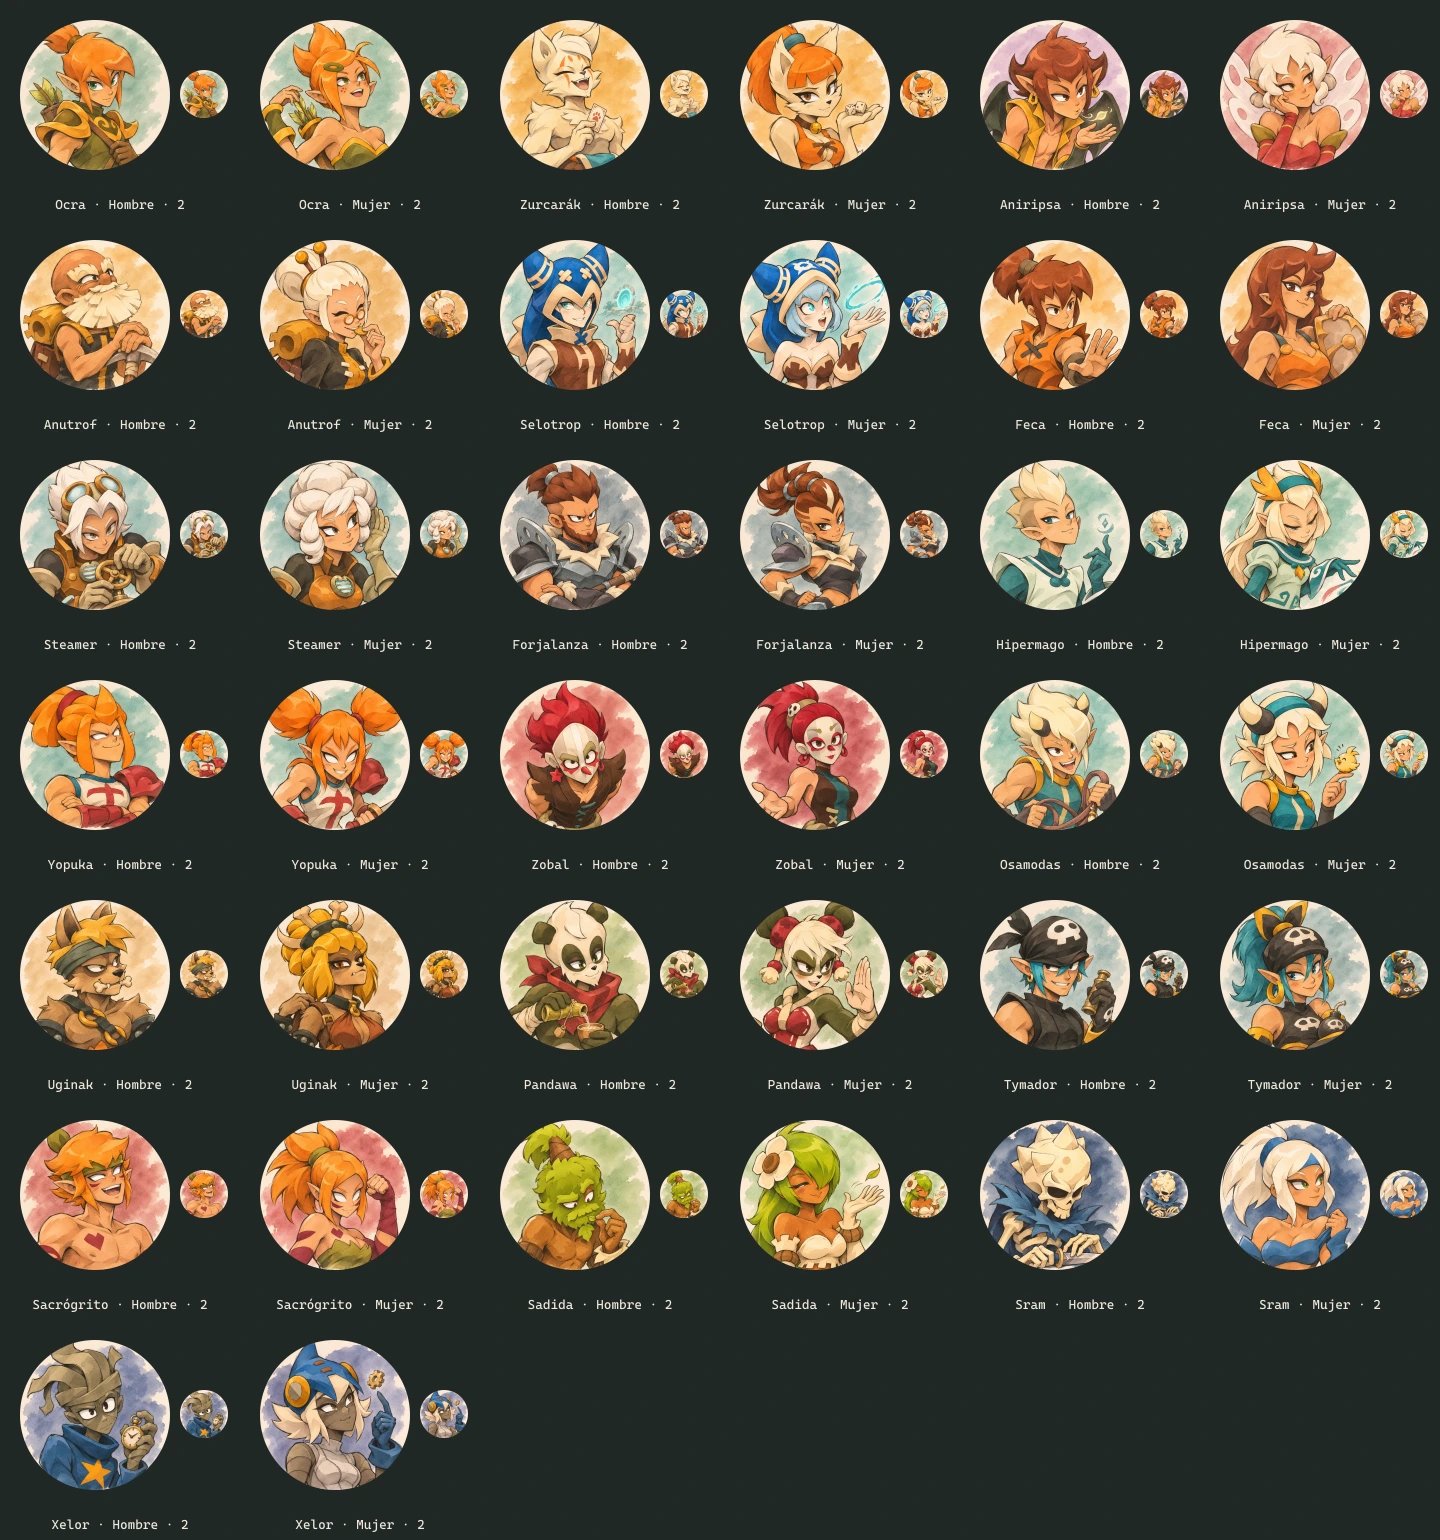 Ocra · Hombre · 2
Ocra · Mujer · 2
Zurcarák · Hombre · 2
Zurcarák · Mujer · 2
Aniripsa · Hombre · 2
Aniripsa · Mujer · 2
Anutrof · Hombre · 2
Anutrof · Mujer · 2
Selotrop · Hombre · 2
Selotrop · Mujer · 2
Feca · Hombre · 2
Feca · Mujer · 2
Steamer · Hombre · 2
Steamer · Mujer · 2
Forjalanza · Hombre · 2
Forjalanza · Mujer · 2
Hipermago · Hombre · 2
Hipermago · Mujer · 2
Yopuka · Hombre · 2
Yopuka · Mujer · 2
Zobal · Hombre · 2
Zobal · Mujer · 2
Osamodas · Hombre · 2
Osamodas · Mujer · 2
Uginak · Hombre · 2
Uginak · Mujer · 2
Pandawa · Hombre · 2
Pandawa · Mujer · 2
Tymador · Hombre · 2
Tymador · Mujer · 2
Sacrógrito · Hombre · 2
Sacrógrito · Mujer · 2
Sadida · Hombre · 2
Sadida · Mujer · 2
Sram · Hombre · 2
Sram · Mujer · 2
Xelor · Hombre · 2
Xelor · Mujer · 2